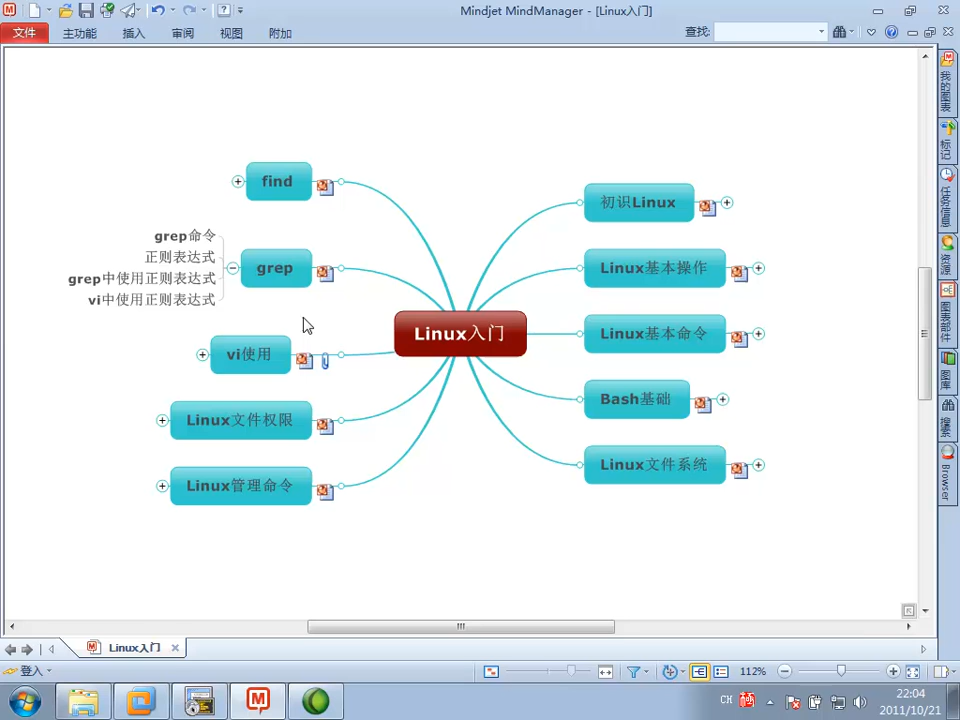 Mindjet MindManager - [Linux入门]
文件 主功能 插入 审阅 视图 附加 查找:
find
grep命令
正则表达式
grep中使用正则表达式
vi中使用正则表达式
grep
vi使用
Linux文件权限
Linux管理命令
Linux入门
初识Linux
Linux基本操作
Linux基本命令
Bash基础
Linux文件系统
我的图表
标记
任务信息
资源
图表部件
图库
搜索
Browser
Linux入门
登入
112%
CH
22:04
2011/10/21